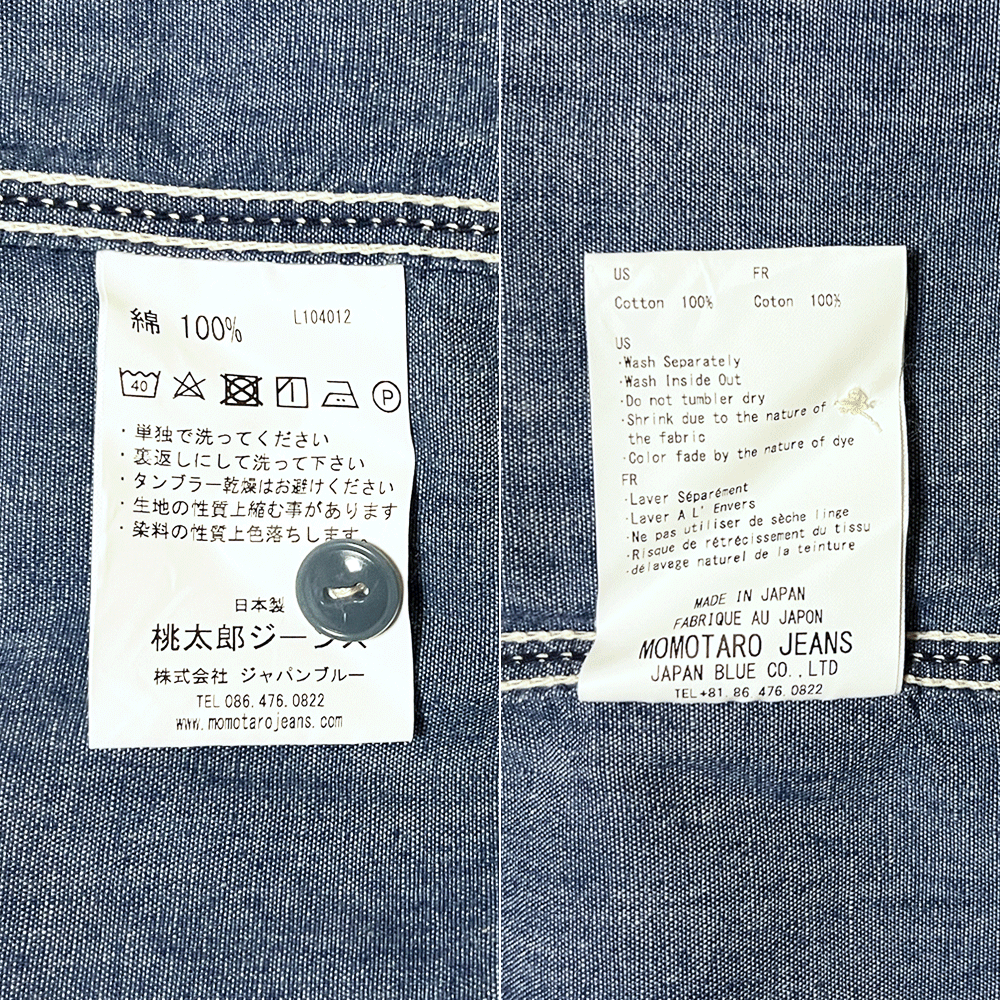 綿 100%
L104012
40
P
・単独で洗ってください
・裏返しにして洗って下さい
・タンブラー乾燥はお避けください
・生地の性質上縮む事があります
・染料の性質上色落ちします。
日本製
桃太郎ジーンズ
株式会社 ジャパンブルー
TEL 086.476.0822
www.momotarojeans.com
US FR
Cotton 100% Coton 100%
US
·Wash Separately
·Wash Inside Out
·Do not tumbler dry
·Shrink due to the nature of
the fabric
·Color fade by the nature of dye
FR
·Laver Séparément
·Laver A L' Envers
·Ne pas utiliser de sèche linge
·Risque de rétrécissement du tissu
·délavage naturel de la teinture
MADE IN JAPAN
FABRIQUE AU JAPON
MOMOTARO JEANS
JAPAN BLUE CO.,LTD
TEL+81.86 476.0822